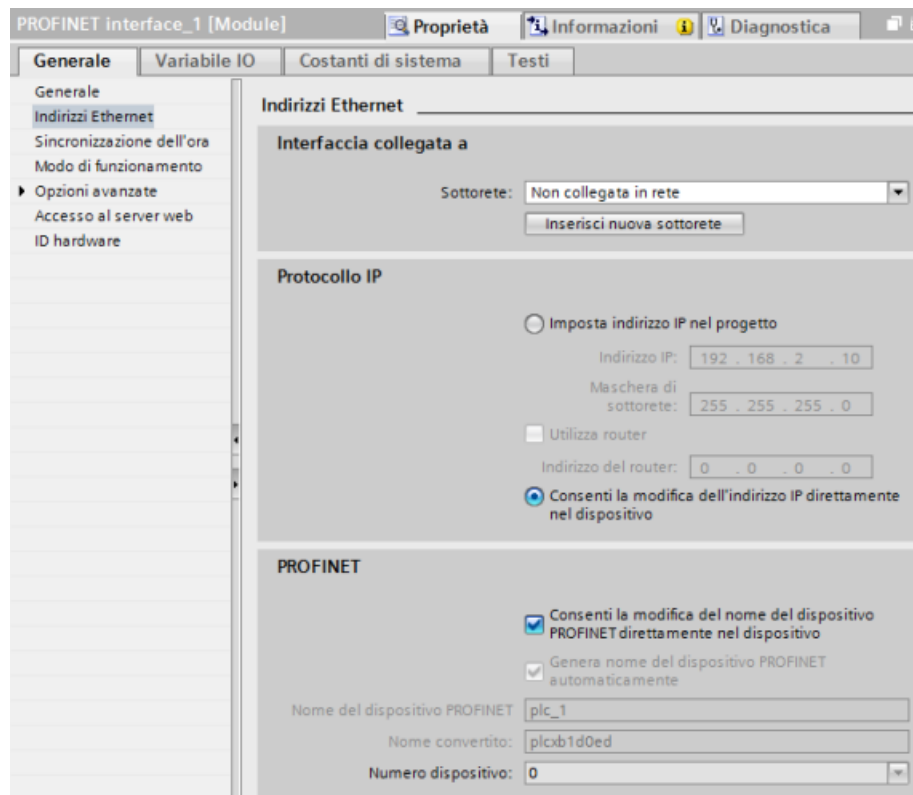 PROFINET interface_1 [Module]
Proprietà
Informazioni
Diagnostica
Generale
Variabile IO
Costanti di sistema
Testi
Generale
Indirizzi Ethernet
Sincronizzazione dell'ora
Modo di funzionamento
Opzioni avanzate
Accesso al server web
ID hardware
Indirizzi Ethernet
Interfaccia collegata a
Sottorete: Non collegata in rete
Inserisci nuova sottorete
Protocollo IP
Imposta indirizzo IP nel progetto
Indirizzo IP: 192 . 168 . 2 . 10
Maschera di
sottorete: 255 . 255 . 255 . 0
Utilizza router
Indirizzo del router: 0 . 0 . 0 . 0
Consenti la modifica dell'indirizzo IP direttamente
nel dispositivo
PROFINET
Consenti la modifica del nome del dispositivo
PROFINET direttamente nel dispositivo
Genera nome del dispositivo PROFINET
automaticamente
Nome del dispositivo PROFINET plc_1
Nome convertito: plcxb1d0ed
Numero dispositivo: 0